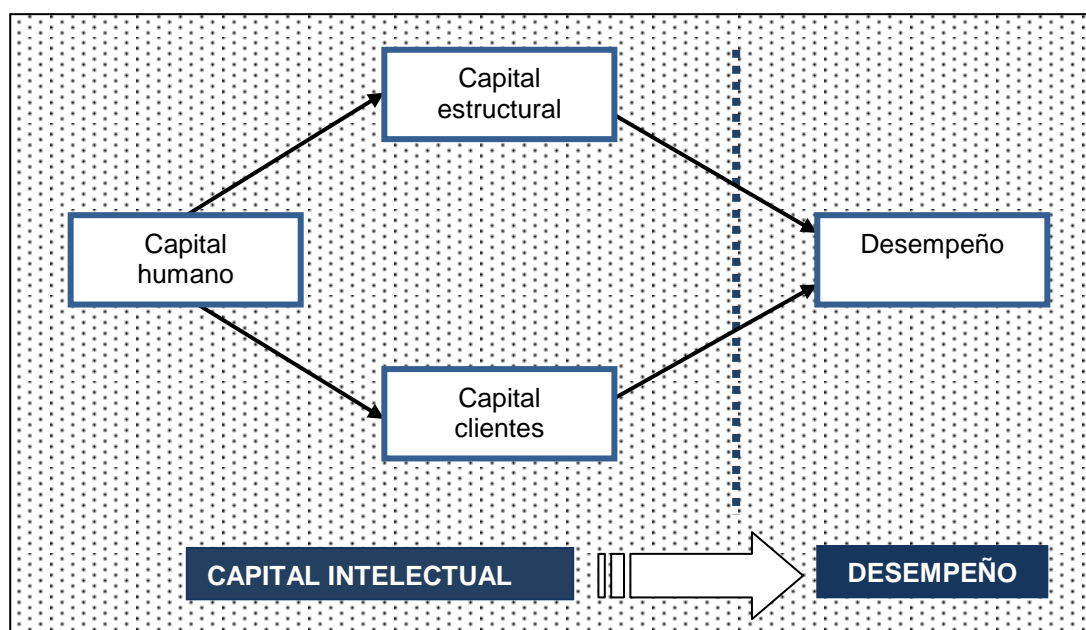 Capital
estructural
Capital
humano
Desempeño
Capital
clientes
CAPITAL INTELECTUAL
DESEMPEÑO